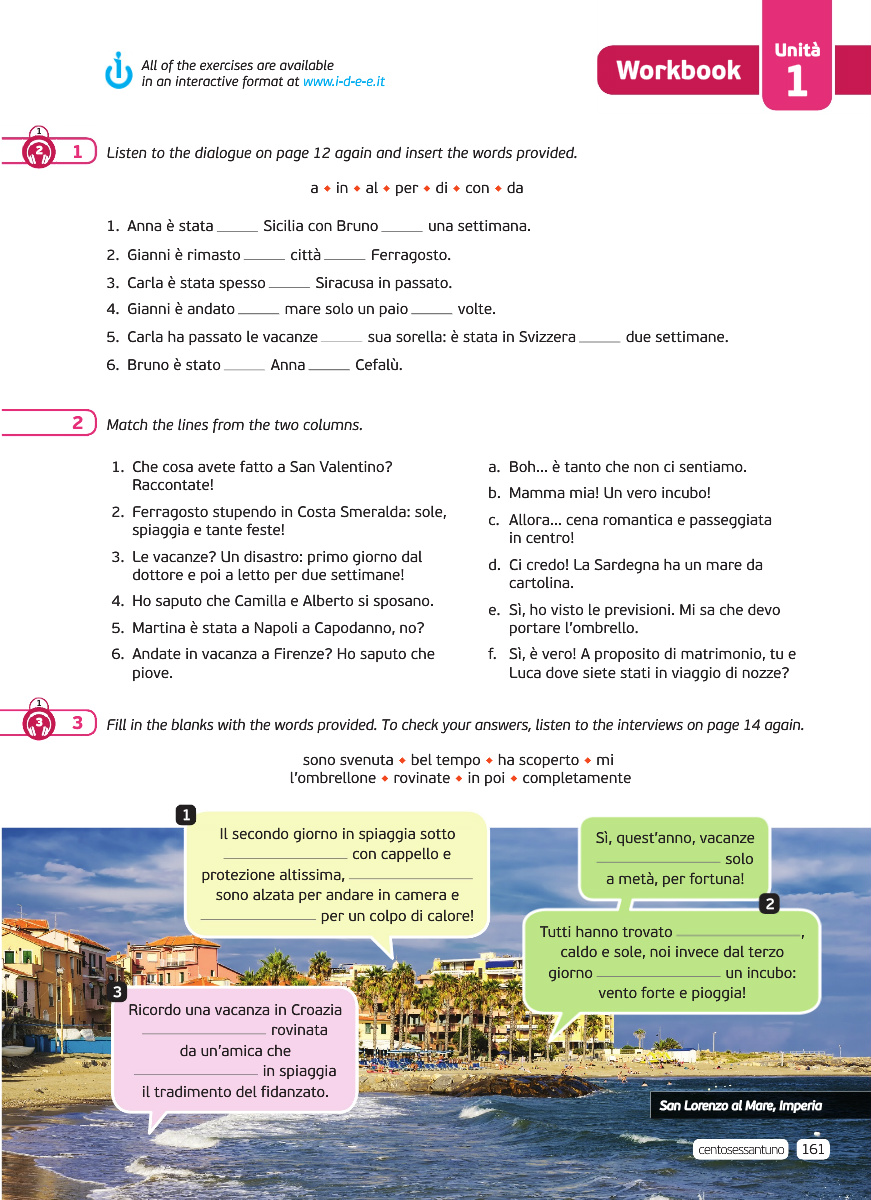 All of the exercises are available
in an interactive format at www.i-d-e-e.it
Workbook
Unità
1
1
2
1
Listen to the dialogue on page 12 again and insert the words provided.
a ◆ in ◆ al ◆ per ◆ di ◆ con ◆ da
1. Anna è stata ______ Sicilia con Bruno ______ una settimana.
2. Gianni è rimasto ______ città ______ Ferragosto.
3. Carla è stata spesso ______ Siracusa in passato.
4. Gianni è andato ______ mare solo un paio ______ volte.
5. Carla ha passato le vacanze ______ sua sorella: è stata in Svizzera ______ due settimane.
6. Bruno è stato ______ Anna ______ Cefalù.
2
Match the lines from the two columns.
1. Che cosa avete fatto a San Valentino?
Raccontate!
2. Ferragosto stupendo in Costa Smeralda: sole,
spiaggia e tante feste!
3. Le vacanze? Un disastro: primo giorno dal
dottore e poi a letto per due settimane!
4. Ho saputo che Camilla e Alberto si sposano.
5. Martina è stata a Napoli a Capodanno, no?
6. Andate in vacanza a Firenze? Ho saputo che
piove.
a. Boh... è tanto che non ci sentiamo.
b. Mamma mia! Un vero incubo!
c. Allora... cena romantica e passeggiata
in centro!
d. Ci credo! La Sardegna ha un mare da
cartolina.
e. Sì, ho visto le previsioni. Mi sa che devo
portare l'ombrello.
f. Sì, è vero! A proposito di matrimonio, tu e
Luca dove siete stati in viaggio di nozze?
1
3
3
Fill in the blanks with the words provided. To check your answers, listen to the interviews on page 14 again.
sono svenuta ◆ bel tempo ◆ ha scoperto ◆ mi
l'ombrellone ◆ rovinate ◆ in poi ◆ completamente
1
Il secondo giorno in spiaggia sotto
______ con cappello e
protezione altissima, ______
sono alzata per andare in camera e
______ per un colpo di calore!
Sì, quest'anno, vacanze
______ solo
a metà, per fortuna!
2
Tutti hanno trovato ______,
caldo e sole, noi invece dal terzo
giorno ______ un incubo:
vento forte e pioggia!
3
Ricordo una vacanza in Croazia
______ rovinata
da un'amica che
______ in spiaggia
il tradimento del fidanzato.
San Lorenzo al Mare, Imperia
centosessantuno 161